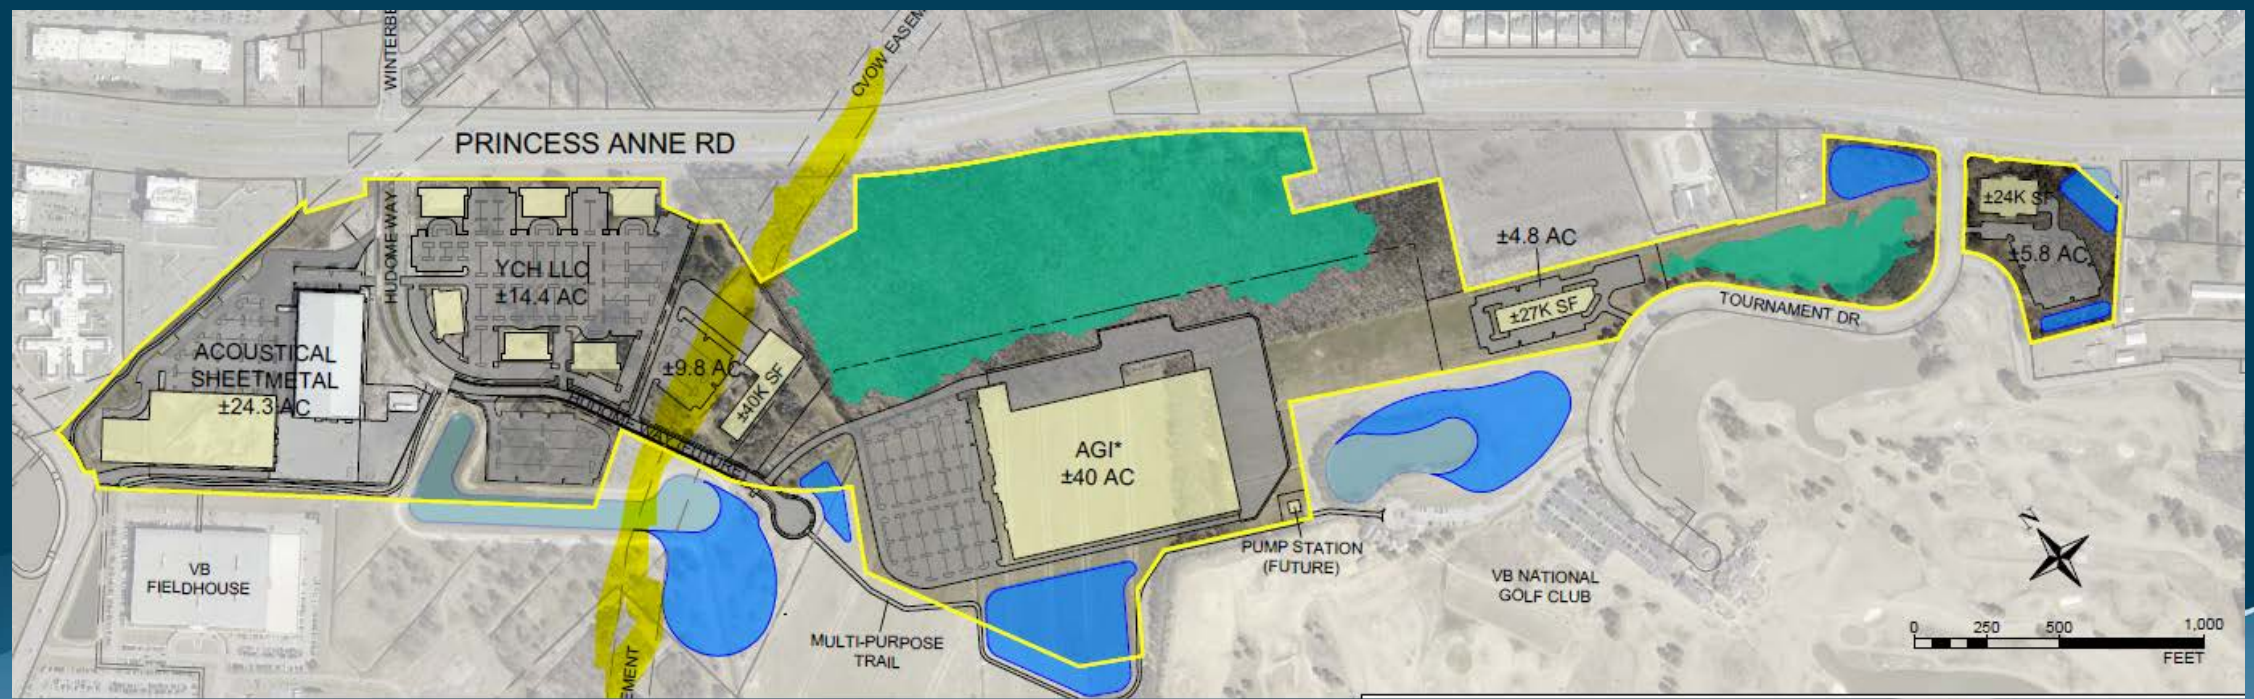 WINTERBE
CVOW EASEM
PRINCESS ANNE RD
HUDOME WAY
YCH LLC
±14.4 AC
ACOUSTICAL
SHEETMETAL
±24.3 AC
±9.8 AC
±40K SF
HUDOME WAY (FUTURE)
AGI*
±40 AC
±4.8 AC
±27K SF
TOURNAMENT DR
±24K SF
±5.8 AC
PUMP STATION
(FUTURE)
VB
FIELDHOUSE
MULTI-PURPOSE
TRAIL
EMENT
VB NATIONAL
GOLF CLUB
N
0 250 500 1,000
FEET